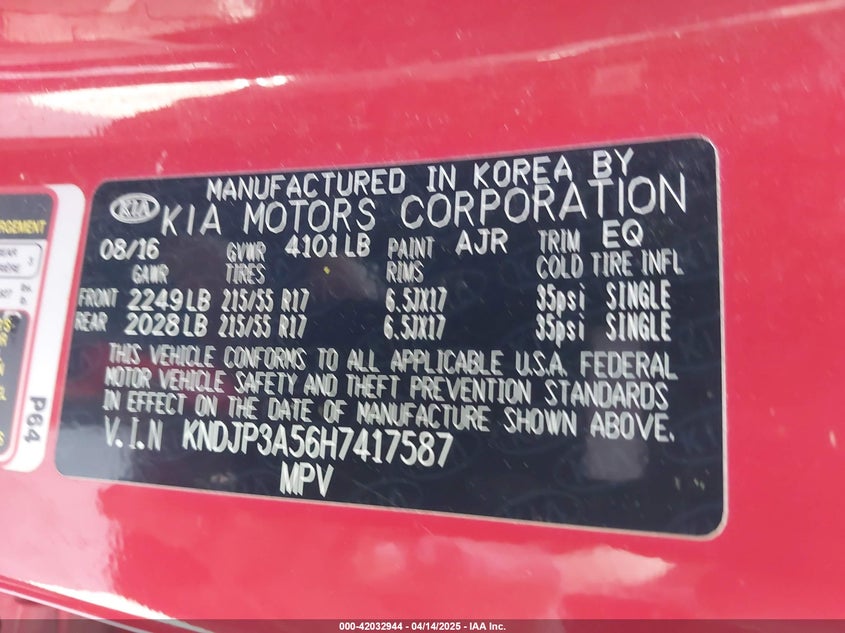 MANUFACTURED IN KOREA BY
KIA KIA MOTORS CORPORATION
08/16 GVWR 4101LB PAINT AJR TRIM EQ
GAWR TIRES RIMS COLD TIRE INFL
FRONT 2249LB 215/55 R17 6.5JX17 35psi SINGLE
REAR 2028LB 215/55 R17 6.5JX17 35psi SINGLE
THIS VEHICLE CONFORMS TO ALL APPLICABLE U.S.A. FEDERAL
MOTOR VEHICLE SAFETY AND THEFT PREVENTION STANDARDS
IN EFFECT ON THE DATE OF MANUFACTURE SHOWN ABOVE.
V.I.N KNDJP3A56H7417587
MPV
P64
000-42032944 - 04/14/2025 - IAA Inc.